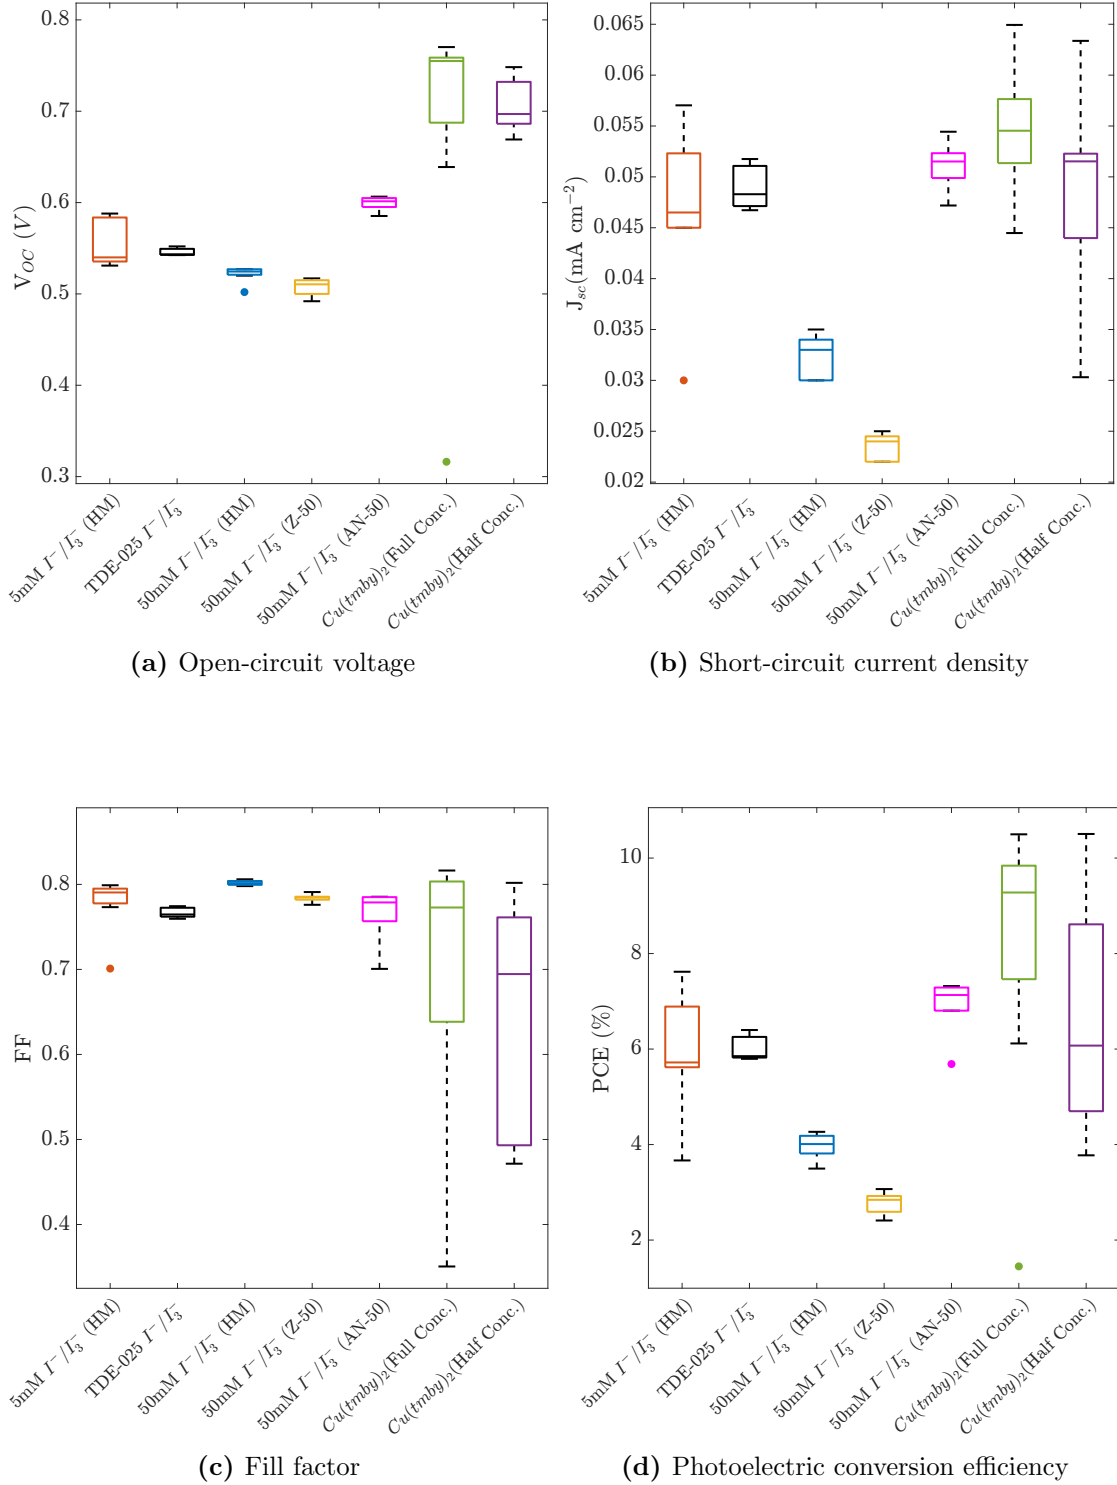 0.8
0.7
0.6
0.5
0.4
0.3
V_OC (V)
5mM I⁻/I₃⁻ (HM)
TDE-025 I⁻/I₃⁻
50mM I⁻/I₃⁻ (HM)
50mM I⁻/I₃⁻ (Z-50)
50mM I⁻/I₃⁻ (AN-50)
Cu(tmby)₂(Full Conc.)
Cu(tmby)₂(Half Conc.)
(a) Open-circuit voltage
0.065
0.06
0.055
0.05
0.045
0.04
0.035
0.03
0.025
0.02
J_sc(mA cm⁻²)
5mM I⁻/I₃⁻ (HM)
TDE-025 I⁻/I₃⁻
50mM I⁻/I₃⁻ (HM)
50mM I⁻/I₃⁻ (Z-50)
50mM I⁻/I₃⁻ (AN-50)
Cu(tmby)₂(Full Conc.)
Cu(tmby)₂(Half Conc.)
(b) Short-circuit current density
0.8
0.7
0.6
0.5
0.4
FF
5mM I⁻/I₃⁻ (HM)
TDE-025 I⁻/I₃⁻
50mM I⁻/I₃⁻ (HM)
50mM I⁻/I₃⁻ (Z-50)
50mM I⁻/I₃⁻ (AN-50)
Cu(tmby)₂(Full Conc.)
Cu(tmby)₂(Half Conc.)
(c) Fill factor
10
8
6
4
2
PCE (%)
5mM I⁻/I₃⁻ (HM)
TDE-025 I⁻/I₃⁻
50mM I⁻/I₃⁻ (HM)
50mM I⁻/I₃⁻ (Z-50)
50mM I⁻/I₃⁻ (AN-50)
Cu(tmby)₂(Full Conc.)
Cu(tmby)₂(Half Conc.)
(d) Photoelectric conversion efficiency